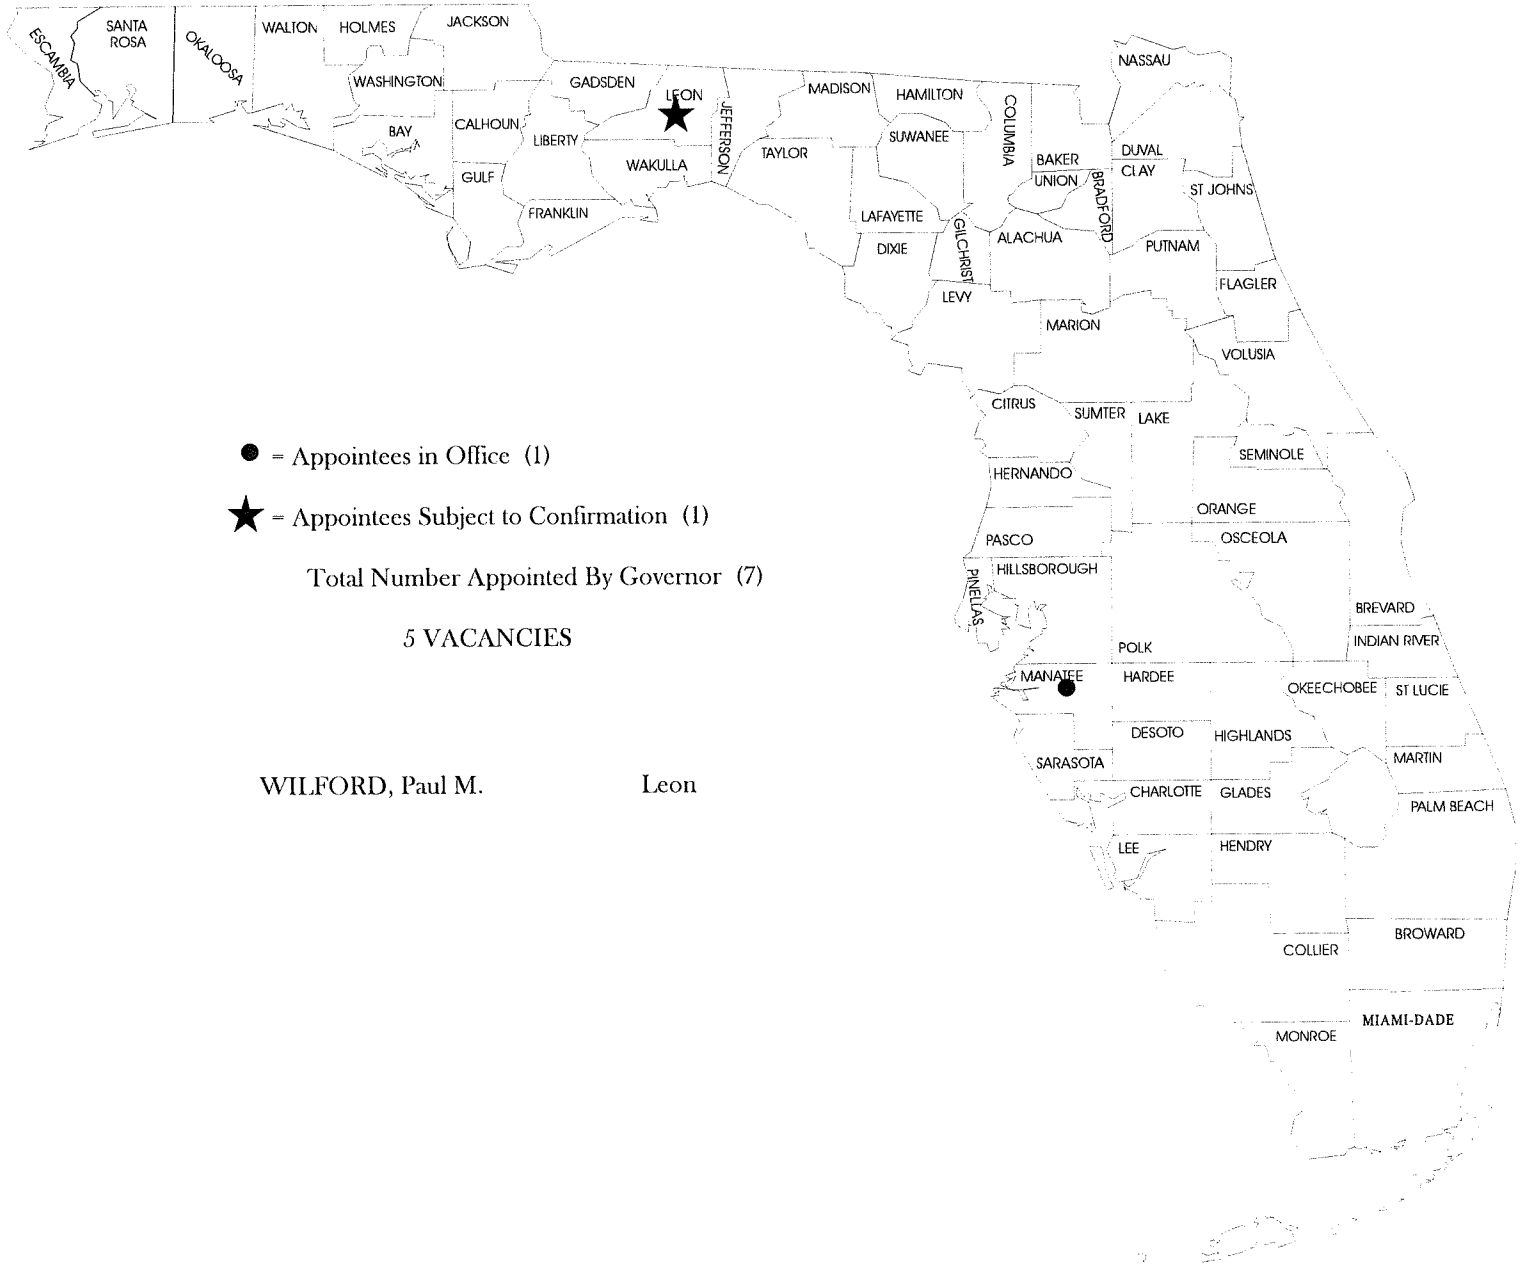 ESCAMBIA
SANTA
ROSA
OKALOOSA
WALTON
HOLMES
JACKSON
WASHINGTON
BAY
CALHOUN
GULF
GADSDEN
LIBERTY
FRANKLIN
LEON
WAKULLA
JEFFERSON
MADISON
TAYLOR
HAMILTON
SUWANEE
LAFAYETTE
DIXIE
COLUMBIA
GILCHRIST
LEVY
BAKER
UNION
BRADFORD
ALACHUA
NASSAU
DUVAL
CLAY
ST JOHNS
PUTNAM
FLAGLER
MARION
VOLUSIA
CITRUS
SUMTER
LAKE
SEMINOLE
HERNANDO
ORANGE
PASCO
OSCEOLA
HILLSBOROUGH
PINELLAS
BREVARD
INDIAN RIVER
POLK
MANATEE
HARDEE
OKEECHOBEE
ST LUCIE
DESOTO
HIGHLANDS
SARASOTA
MARTIN
CHARLOTTE
GLADES
PALM BEACH
LEE
HENDRY
COLLIER
BROWARD
MIAMI-DADE
MONROE
= Appointees in Office (1)
= Appointees Subject to Confirmation (1)
Total Number Appointed By Governor (7)
5 VACANCIES
WILFORD, Paul M. Leon